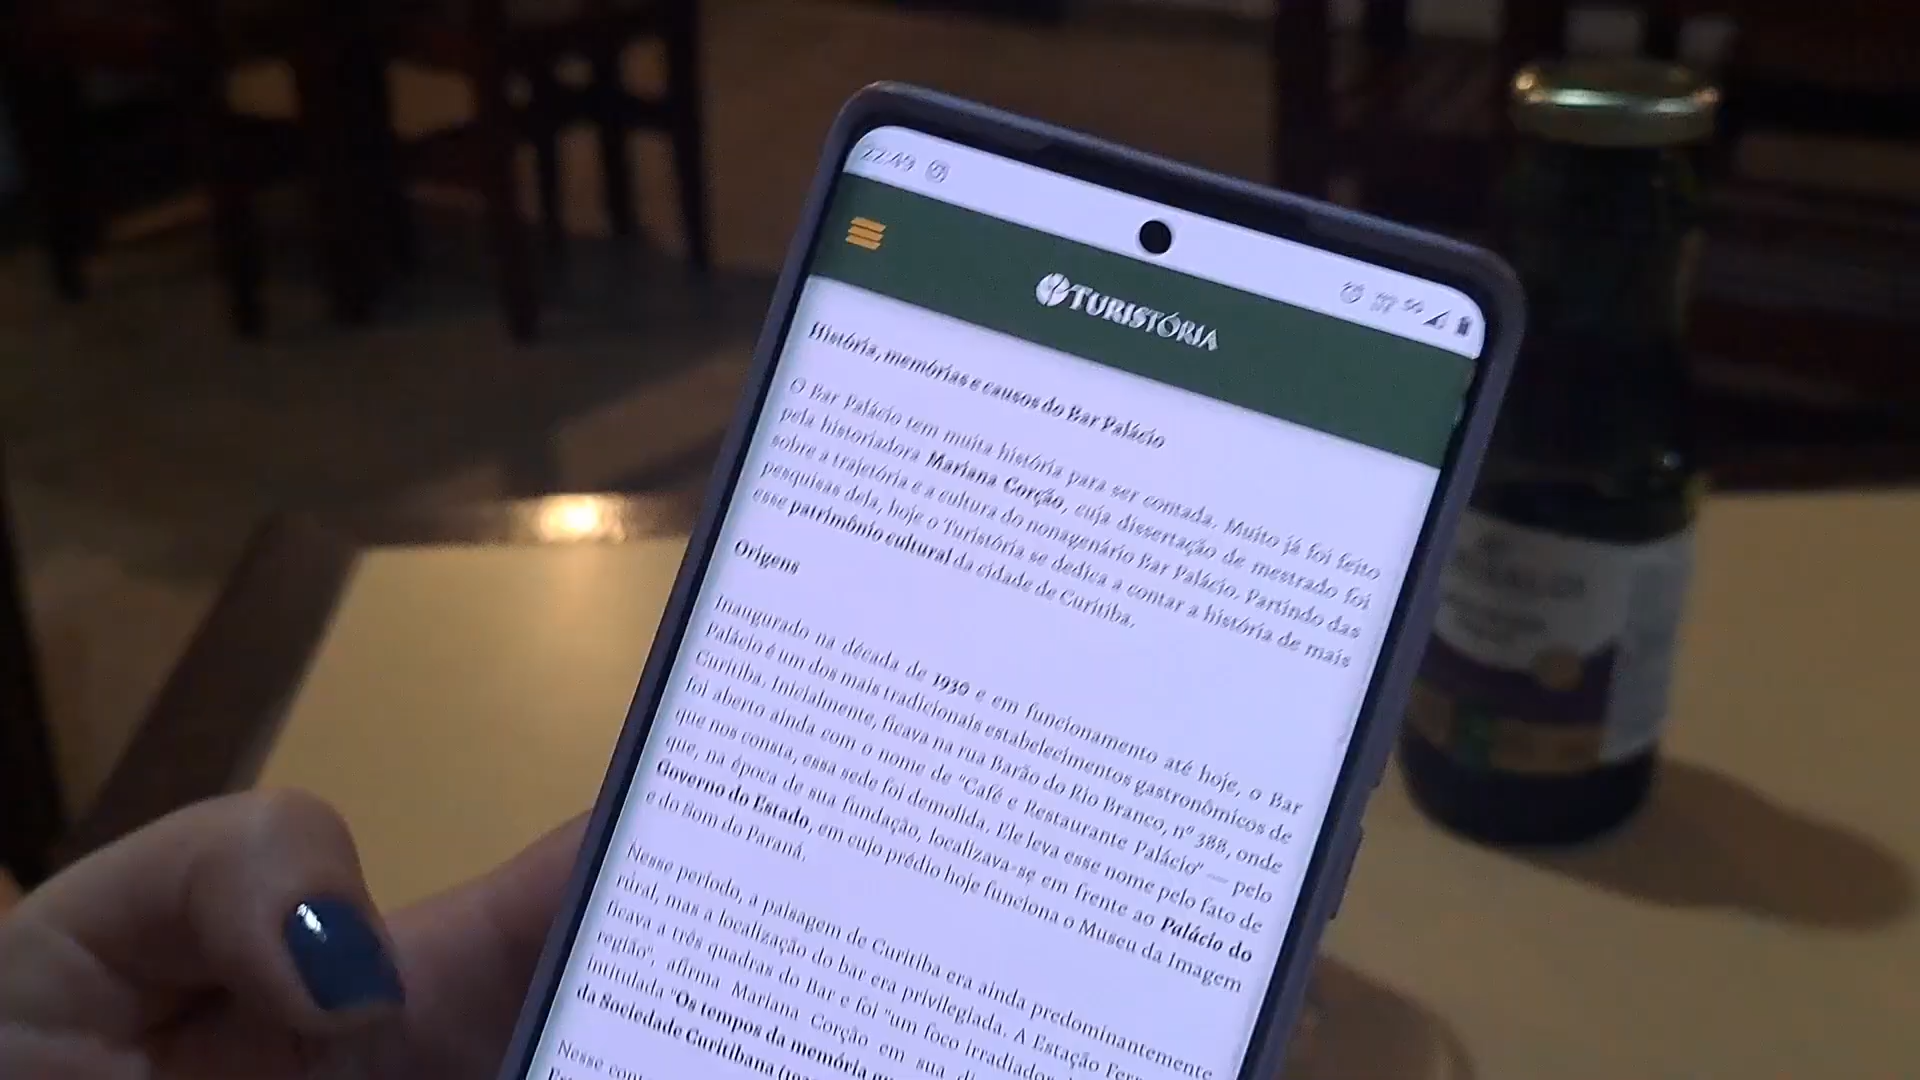 22:49
TURISTÓRIA
História, memórias e causos do Bar Palácio
O Bar Palácio tem muita história para ser contada. Muito já foi feito
pela historiadora Mariana Corção, cuja dissertação de mestrado foi
sobre a trajetória e a cultura do nonagenário Bar Palácio. Partindo das
pesquisas dela, hoje o Turistória se dedica a contar a história de mais
esse patrimônio cultural da cidade de Curitiba.
Origens
Inaugurado na década de 1930 e em funcionamento até hoje, o Bar
Palácio é um dos mais tradicionais estabelecimentos gastronômicos de
Curitiba. Inicialmente, ficava na rua Barão do Rio Branco, nº 388, onde
foi aberto ainda com o nome de "Café e Restaurante Palácio" — pelo
que nos consta, essa sede foi demolida. Ele leva esse nome pelo fato de
que, na época de sua fundação, localizava-se em frente ao Palácio do
Governo do Estado, em cujo prédio hoje funciona o Museu da Imagem
e do Som do Paraná.
Nesse período, a paisagem de Curitiba era ainda predominantemente
rural, mas a localização do bar era privilegiada. A Estação
ficava a três quadras do Bar e foi "um foco
região", afirma Mariana Corção em sua
intitulada "Os tempos da memória
da Sociedade Curitibana
Nesse